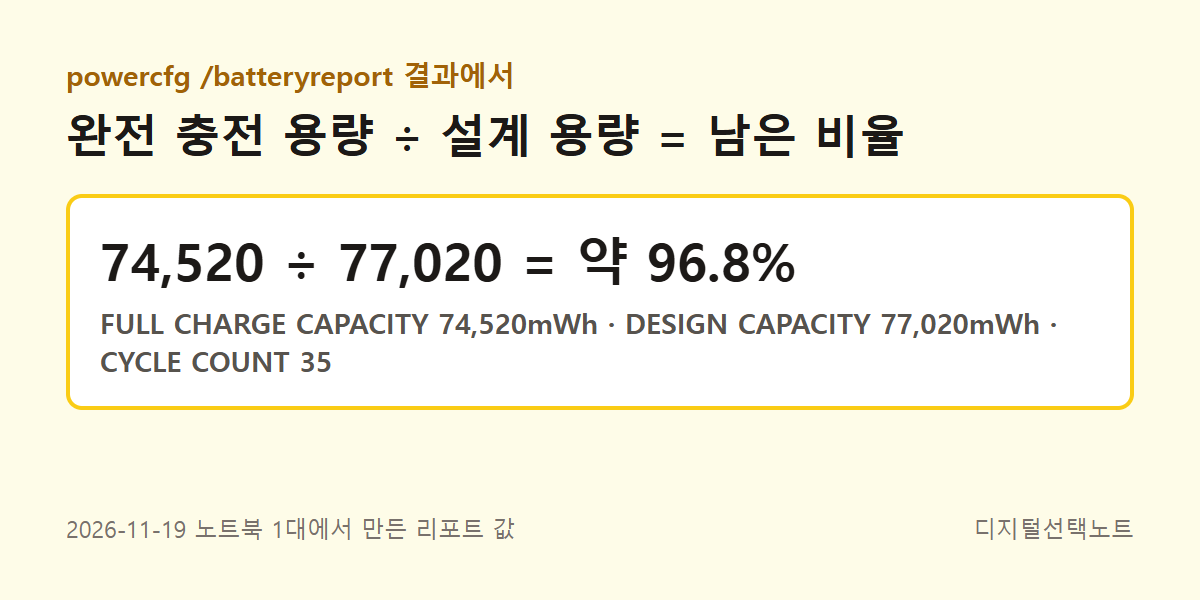 powercfg /batteryreport 결과에서
완전 충전 용량 ÷ 설계 용량 = 남은 비율
74,520 ÷ 77,020 = 약 96.8%
FULL CHARGE CAPACITY 74,520mWh · DESIGN CAPACITY 77,020mWh ·
CYCLE COUNT 35
2026-11-19 노트북 1대에서 만든 리포트 값
디지털선택노트